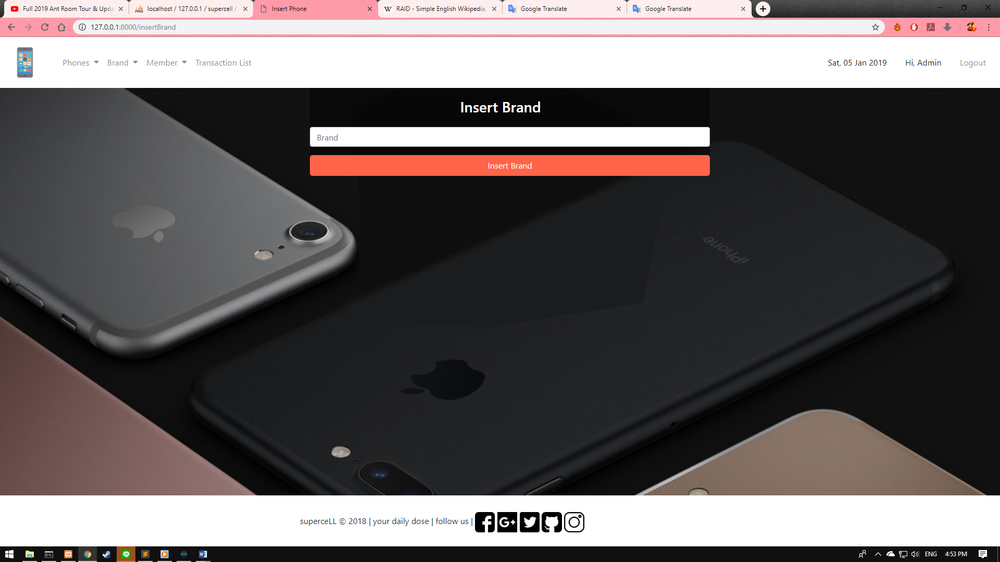 Full 2019 Ant Room Tour & Upda
localhost / 127.0.0.1 / supercell /
Insert Phone
RAID - Simple English Wikipedia,
Google Translate
Google Translate
127.0.0.1:8000/insertBrand
Phones Brand Member Transaction List
Sat, 05 Jan 2019 Hi, Admin Logout
Insert Brand
Brand
Insert Brand
iPhone
superceLL © 2018 | your daily dose | follow us |
ENG 4:53 PM